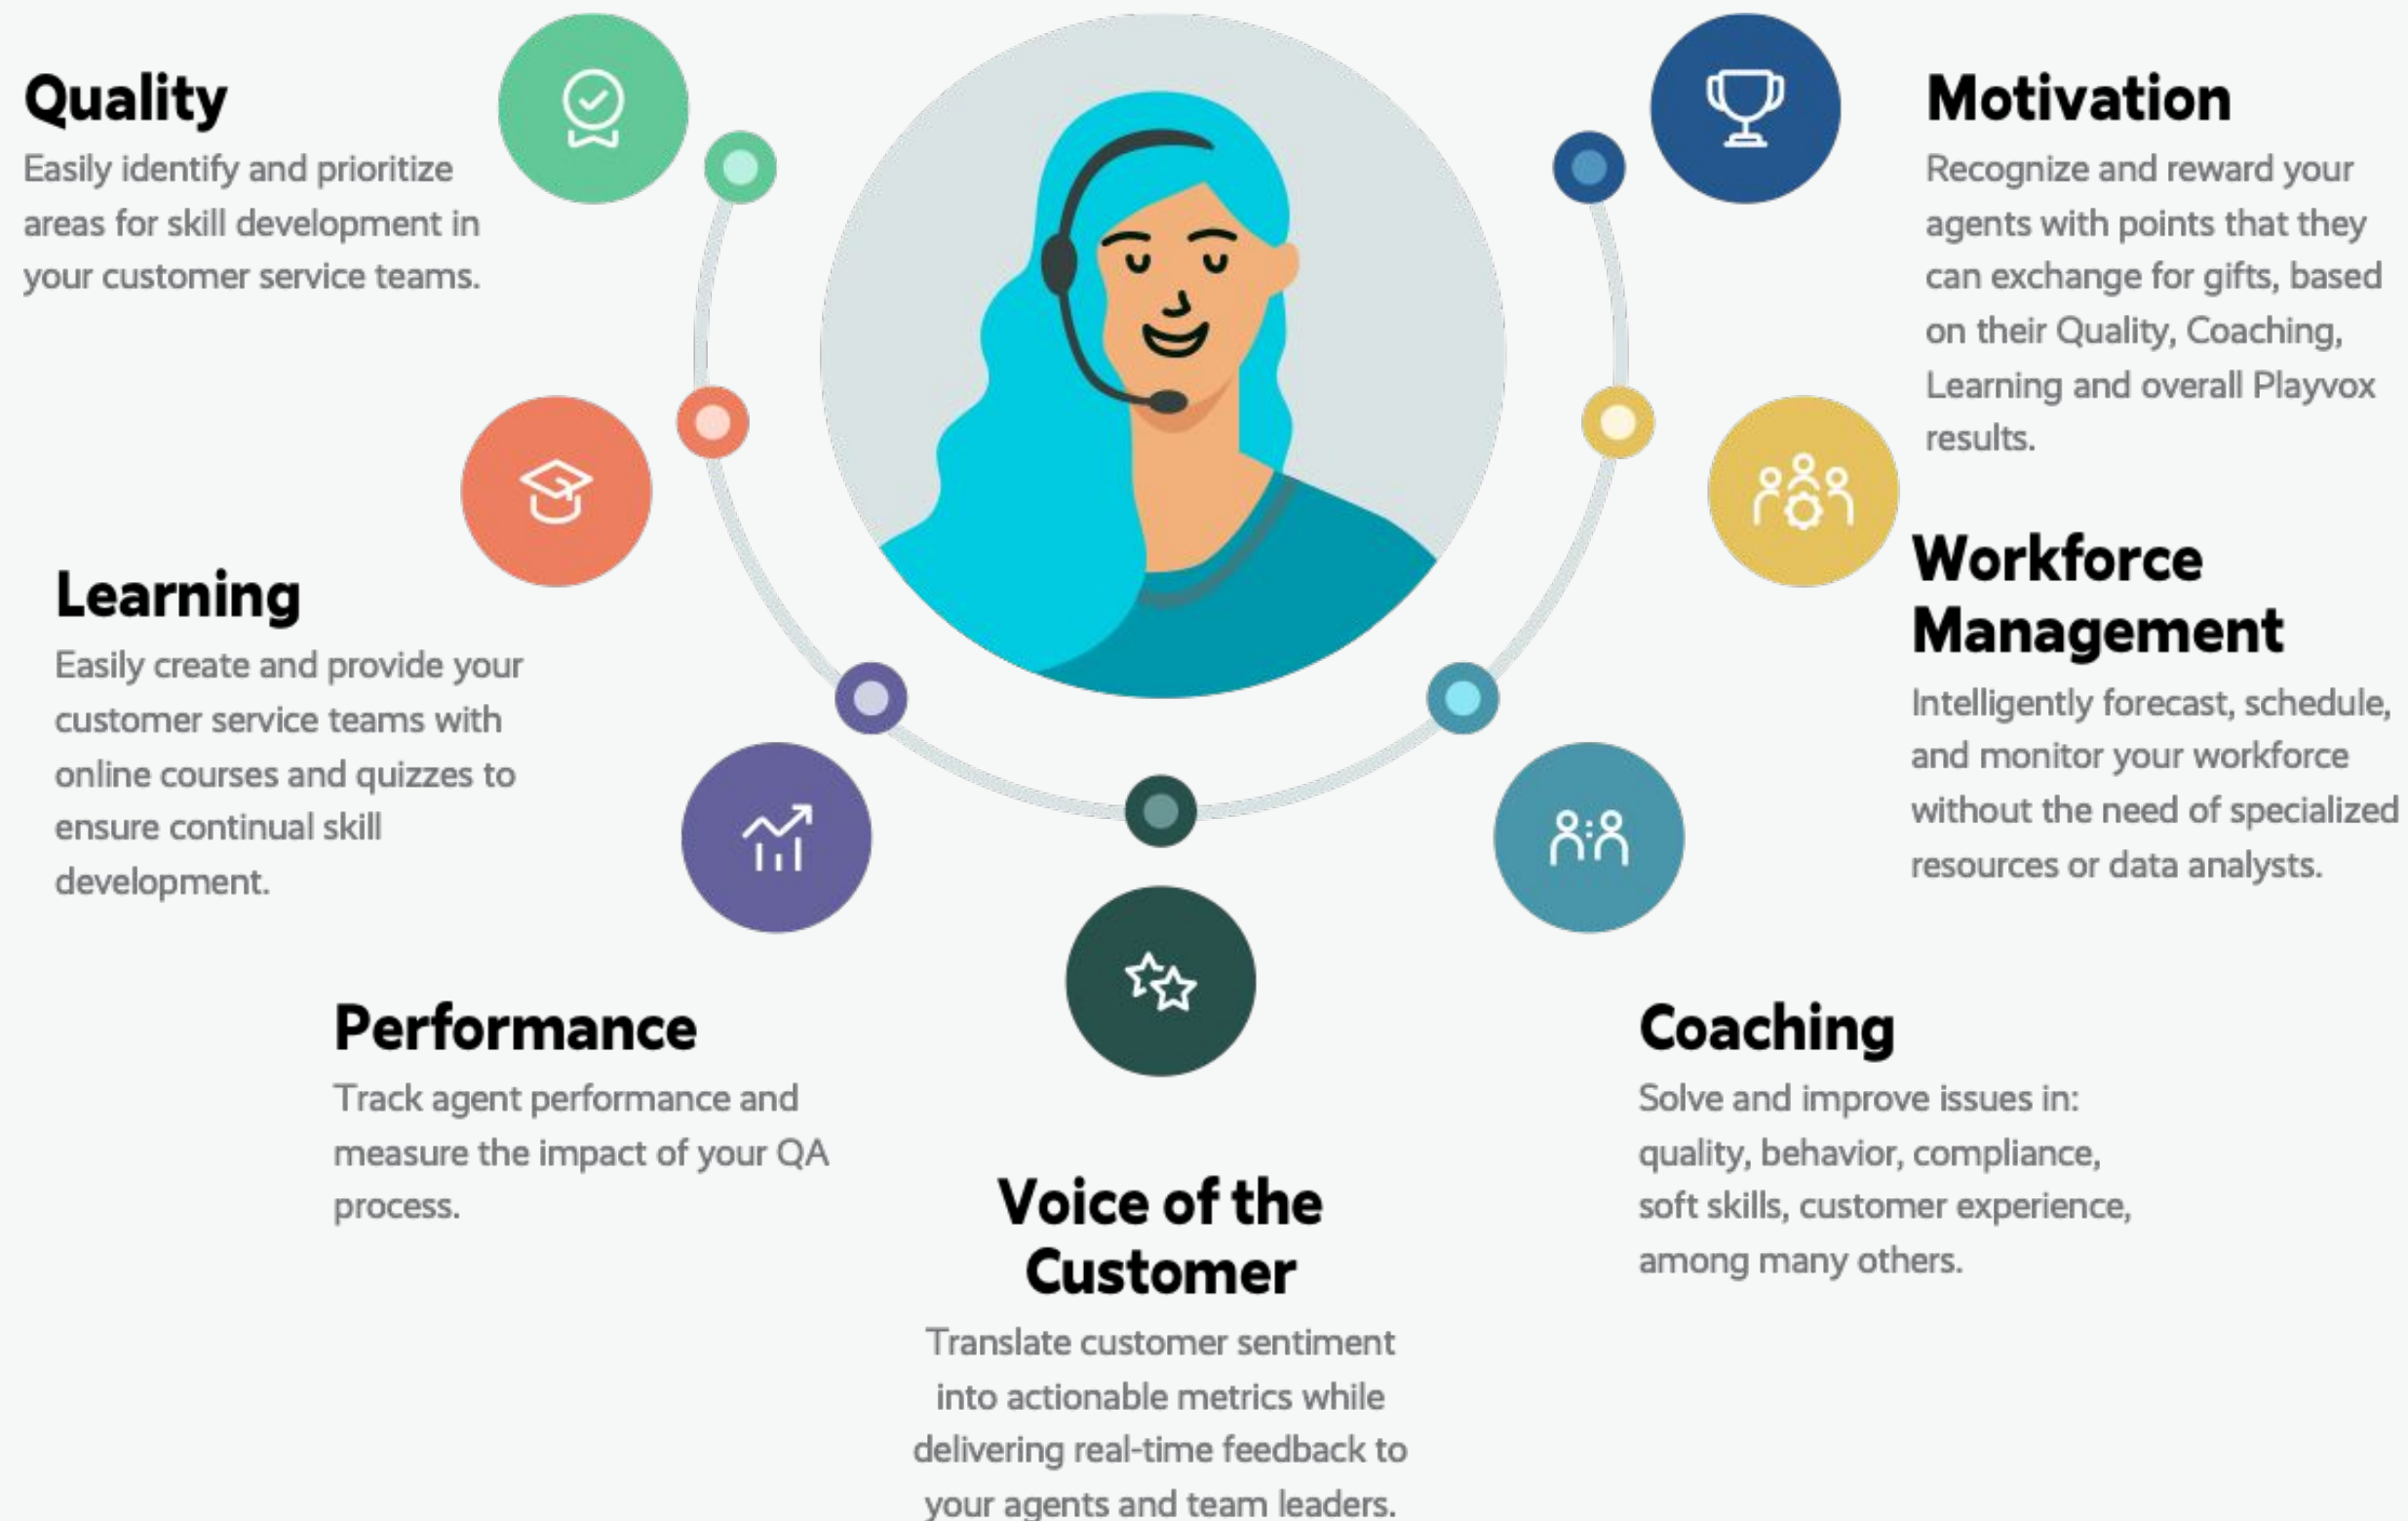 Quality
Easily identify and prioritize
areas for skill development in
your customer service teams.
Learning
Easily create and provide your
customer service teams with
online courses and quizzes to
ensure continual skill
development.
Performance
Track agent performance and
measure the impact of your QA
process.
Voice of the
Customer
Translate customer sentiment
into actionable metrics while
delivering real-time feedback to
your agents and team leaders.
Coaching
Solve and improve issues in:
quality, behavior, compliance,
soft skills, customer experience,
among many others.
Workforce
Management
Intelligently forecast, schedule,
and monitor your workforce
without the need of specialized
resources or data analysts.
Motivation
Recognize and reward your
agents with points that they
can exchange for gifts, based
on their Quality, Coaching,
Learning and overall Playvox
results.